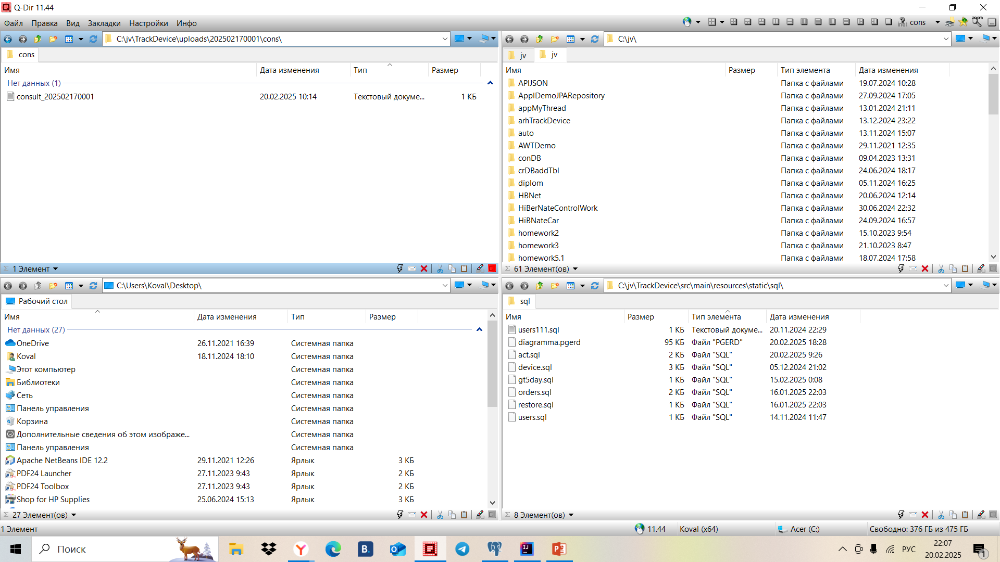 Q-Dir 11.44
Файл Правка Вид Закладки Настройки Инфо
cons
C:\jv\TrackDevice\uploads\202502170001\cons\
cons
Имя Дата изменения Тип Размер
Нет данных (1)
consult_202502170001 20.02.2025 10:14 Текстовый докуме... 1 КБ
1 Элемент
C:\jv\
jv jv
Имя Размер Тип элемента Дата изменения
APIJSON Папка с файлами 19.07.2024 10:28
ApplDemoJPARepository Папка с файлами 27.09.2024 17:05
appMyThread Папка с файлами 13.01.2024 21:11
arhTrackDevice Папка с файлами 13.12.2024 23:22
auto Папка с файлами 13.11.2024 15:07
AWTDemo Папка с файлами 29.11.2021 12:35
conDB Папка с файлами 09.04.2023 13:31
crDBaddTbl Папка с файлами 24.06.2024 18:17
diplom Папка с файлами 05.11.2024 16:25
HBNet Папка с файлами 20.06.2024 12:14
HiBerNateControlWork Папка с файлами 30.06.2024 22:32
HiBNateCar Папка с файлами 24.09.2024 16:57
homework2 Папка с файлами 15.10.2023 9:54
homework3 Папка с файлами 21.10.2023 8:47
homework5.1 Папка с файлами 18.07.2024 17:58
61 Элемент(ов)
C:\Users\Koval\Desktop\
Рабочий стол
Имя Дата изменения Тип Размер
Нет данных (27)
OneDrive 26.11.2021 16:39 Системная папка
Koval 18.11.2024 18:10 Системная папка
Этот компьютер Системная папка
Библиотеки Системная папка
Сеть Системная папка
Панель управления Системная папка
Корзина Системная папка
Дополнительные сведения об этом изображе... Системная папка
Панель управления Системная папка
Apache NetBeans IDE 12.2 29.11.2021 12:26 Ярлык 3 КБ
PDF24 Launcher 27.11.2023 9:43 Ярлык 2 КБ
PDF24 Toolbox 27.11.2023 9:43 Ярлык 2 КБ
Shop for HP Supplies 25.06.2024 15:13 Ярлык 3 КБ
27 Элемент(ов)
C:\jv\TrackDevice\src\main\resources\static\sql\
sql
Имя Размер Тип элемента Дата изменения
users111.sql 1 КБ Текстовый докуме... 20.11.2024 22:29
diagramma.pgerd 95 КБ Файл "PGERD" 20.02.2025 18:28
act.sql 2 КБ Файл "SQL" 20.02.2025 9:26
device.sql 3 КБ Файл "SQL" 05.12.2024 21:02
gt5day.sql 1 КБ Файл "SQL" 15.02.2025 0:08
orders.sql 2 КБ Файл "SQL" 16.01.2025 22:03
restore.sql 1 КБ Файл "SQL" 16.01.2025 22:03
users.sql 1 КБ Файл "SQL" 14.11.2024 11:47
8 Элемент(ов)
1 Элемент 11.44 Koval (x64) Acer (C:) Свободно: 376 ГБ из 475 ГБ
Поиск
РУС
22:07
20.02.2025
1